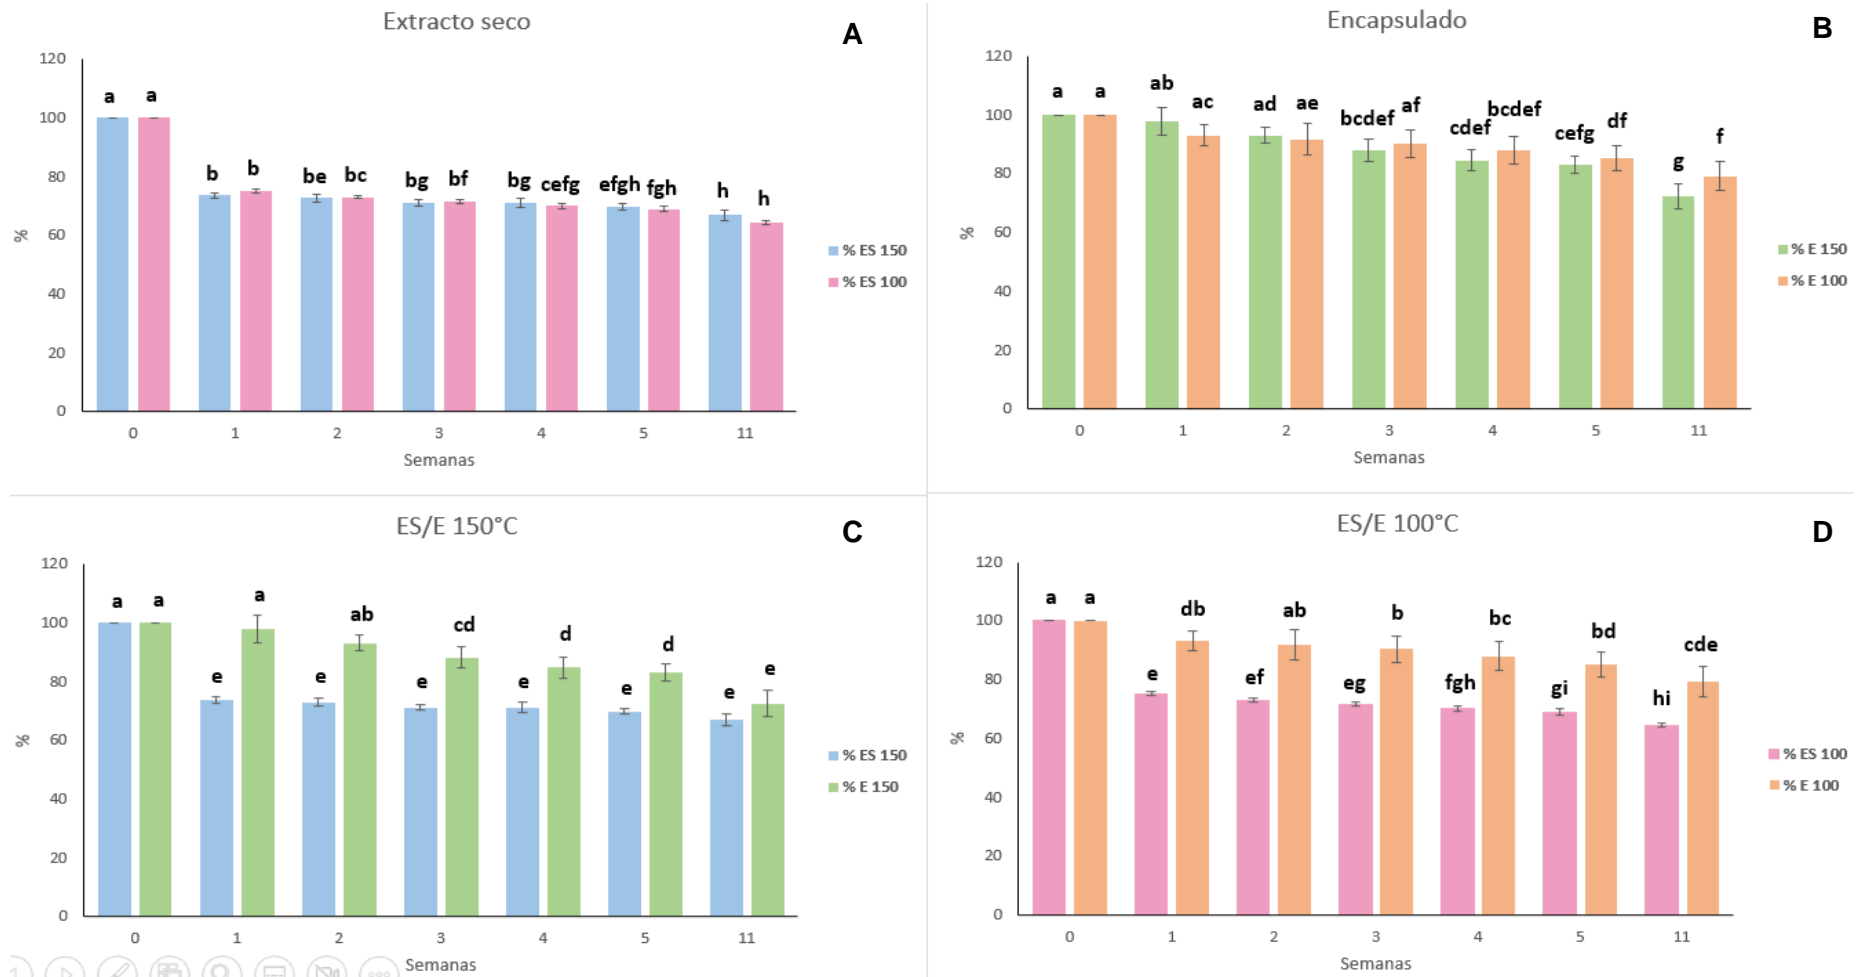 Extracto seco
A
120
100
80
60
40
20
0
%
a a b b be bc bg bf bg cefg efgh fgh h h
0 1 2 3 4 5 11
Semanas
% ES 150
% ES 100
Encapsulado
B
120
100
80
60
40
20
0
%
a a ab ac ad ae bcdef af cdef bcdef cefg df g f
0 1 2 3 4 5 11
Semanas
% E 150
% E 100
ES/E 150°C
C
120
100
80
60
40
20
0
%
a a e a e ab e cd e d e d e e
0 1 2 3 4 5 11
Semanas
% ES 150
% E 150
ES/E 100°C
D
120
100
80
60
40
20
0
%
a a e db ef ab eg b fgh bc gi bd hi cde
0 1 2 3 4 5 11
Semanas
% ES 100
% E 100